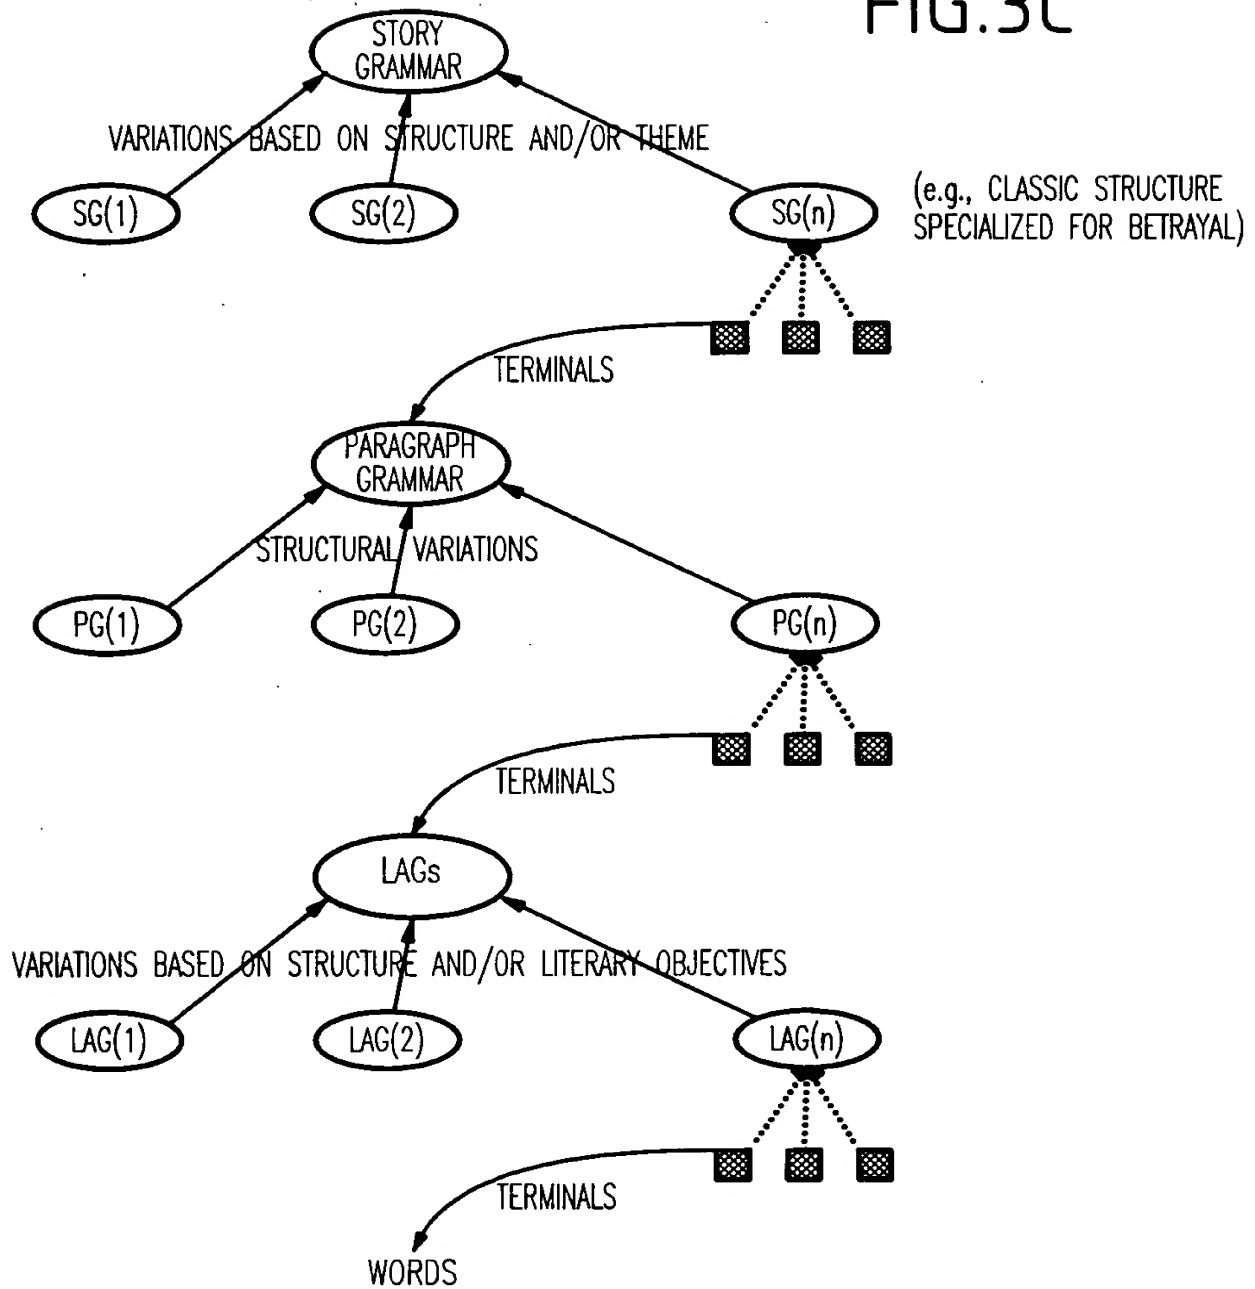 FIG.3C
STORY
GRAMMAR
VARIATIONS BASED ON STRUCTURE AND/OR THEME
SG(1)
SG(2)
SG(n)
(e.g., CLASSIC STRUCTURE
SPECIALIZED FOR BETRAYAL)
TERMINALS
PARAGRAPH
GRAMMAR
STRUCTURAL VARIATIONS
PG(1)
PG(2)
PG(n)
TERMINALS
LAGs
VARIATIONS BASED ON STRUCTURE AND/OR LITERARY OBJECTIVES
LAG(1)
LAG(2)
LAG(n)
TERMINALS
WORDS